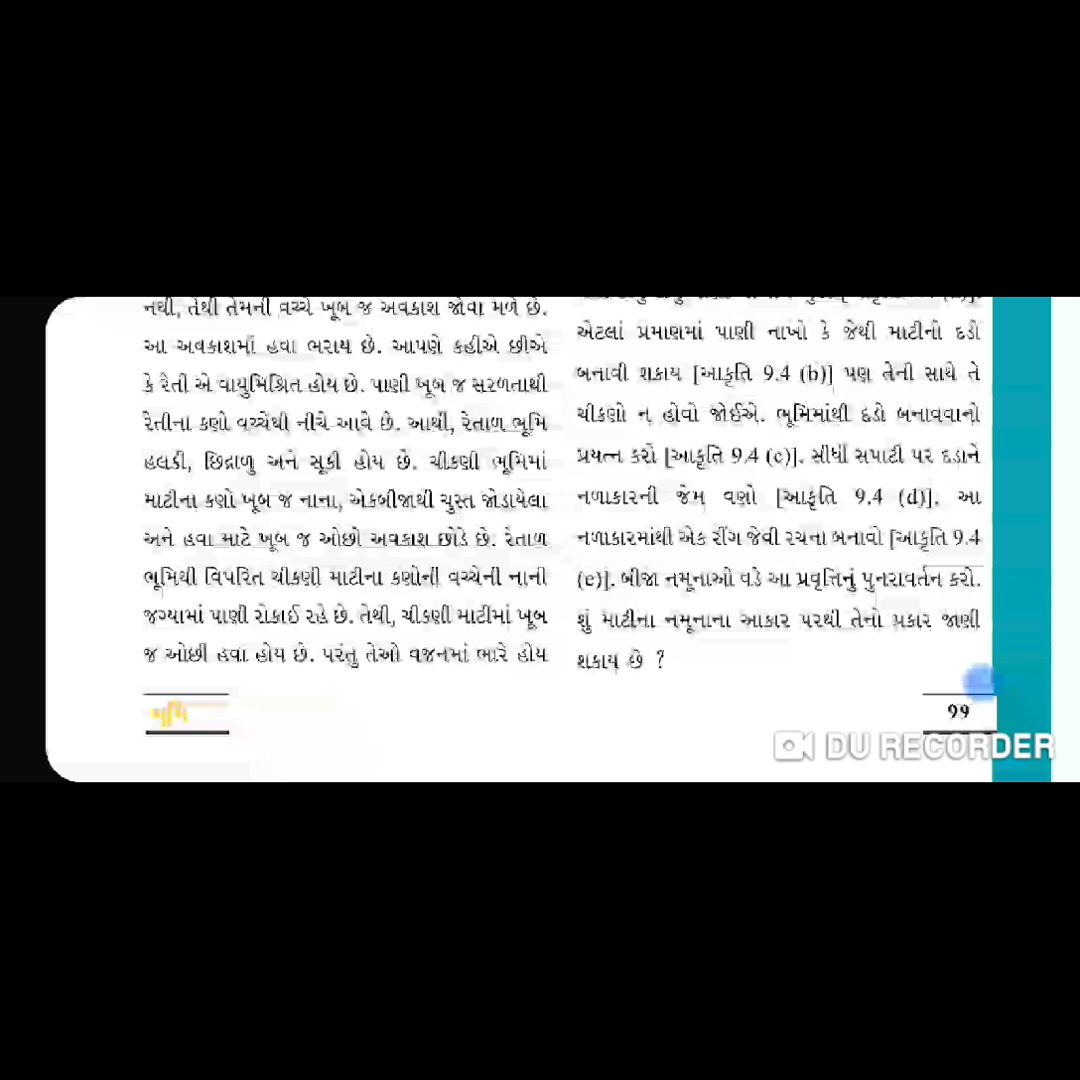 નથી, તેથી તેમની વચ્ચે ખૂબ જ અવકાશ જોવા મળે છે.
આ અવકાશમાં હવા ભરાય છે. આપણે કહીએ છીએ
કે રેતી એ વાયુમિશ્રિત હોય છે. પાણી ખૂબ જ સરળતાથી
રેતીના કણો વચ્ચેથી નીચે આવે છે. આથી, રેતાળ ભૂમિ
હલકી, છિદ્રાળુ અને સૂકી હોય છે. ચીકણી ભૂમિમાં
માટીના કણો ખૂબ જ નાના, એકબીજાથી ચુસ્ત જોડાયેલા
અને હવા માટે ખૂબ જ ઓછો અવકાશ છોડે છે. રેતાળ
ભૂમિથી વિપરિત ચીકણી માટીના કણોની વચ્ચેની નાની
જગ્યામાં પાણી રોકાઈ રહે છે. તેથી, ચીકણી માટીમાં ખૂબ
જ ઓછી હવા હોય છે. પરંતુ તેઓ વજનમાં ભારે હોય
એટલાં પ્રમાણમાં પાણી નાખો કે જેથી માટીનો દડો
બનાવી શકાય [આકૃતિ 9.4 (b)] પણ તેની સાથે તે
ચીકણો ન હોવો જોઈએ. ભૂમિમાંથી દડો બનાવવાનો
પ્રયત્ન કરો [આકૃતિ 9.4 (c)]. સીધી સપાટી પર દડાને
નળાકારની જેમ વણો [આકૃતિ 9.4 (d)]. આ
નળાકારમાંથી એક રીંગ જેવી રચના બનાવો [આકૃતિ 9.4
(e)]. બીજા નમૂનાઓ વડે આ પ્રવૃત્તિનું પુનરાવર્તન કરો.
શું માટીના નમૂનાના આકાર પરથી તેનો પ્રકાર જાણી
શકાય છે ?
ભૂમિ
99
DU RECORDER